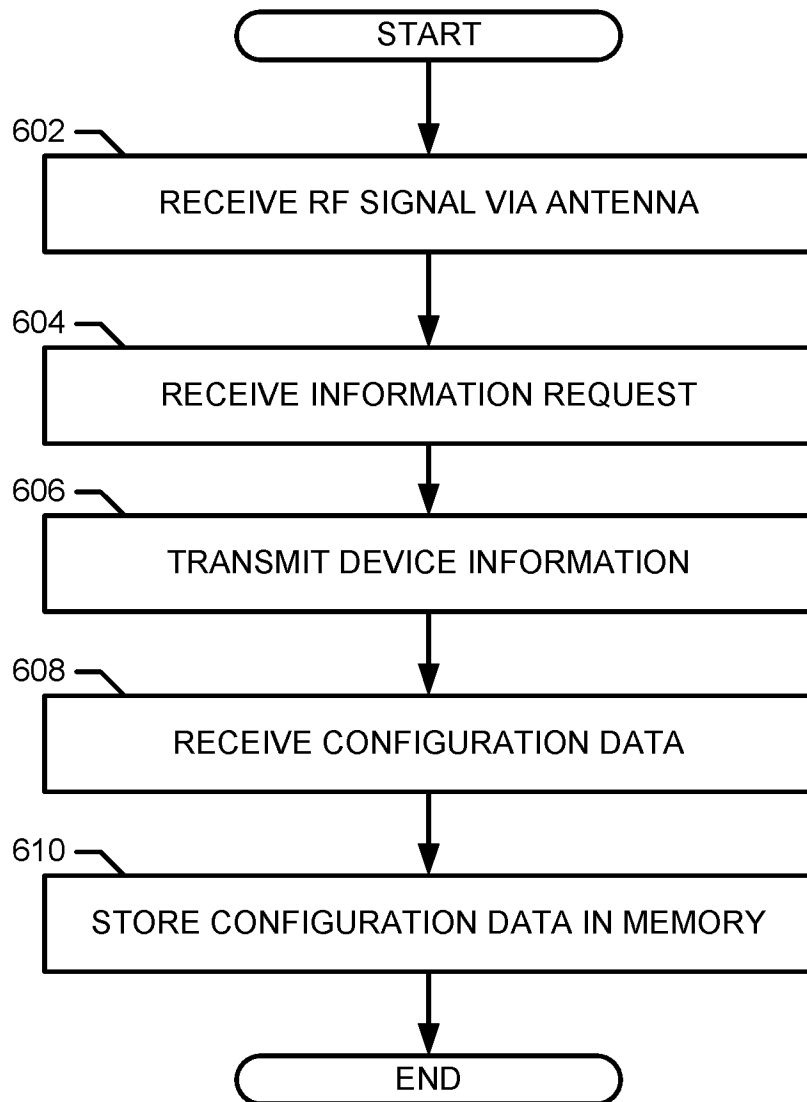 START
602
RECEIVE RF SIGNAL VIA ANTENNA
604
RECEIVE INFORMATION REQUEST
606
TRANSMIT DEVICE INFORMATION
608
RECEIVE CONFIGURATION DATA
610
STORE CONFIGURATION DATA IN MEMORY
END